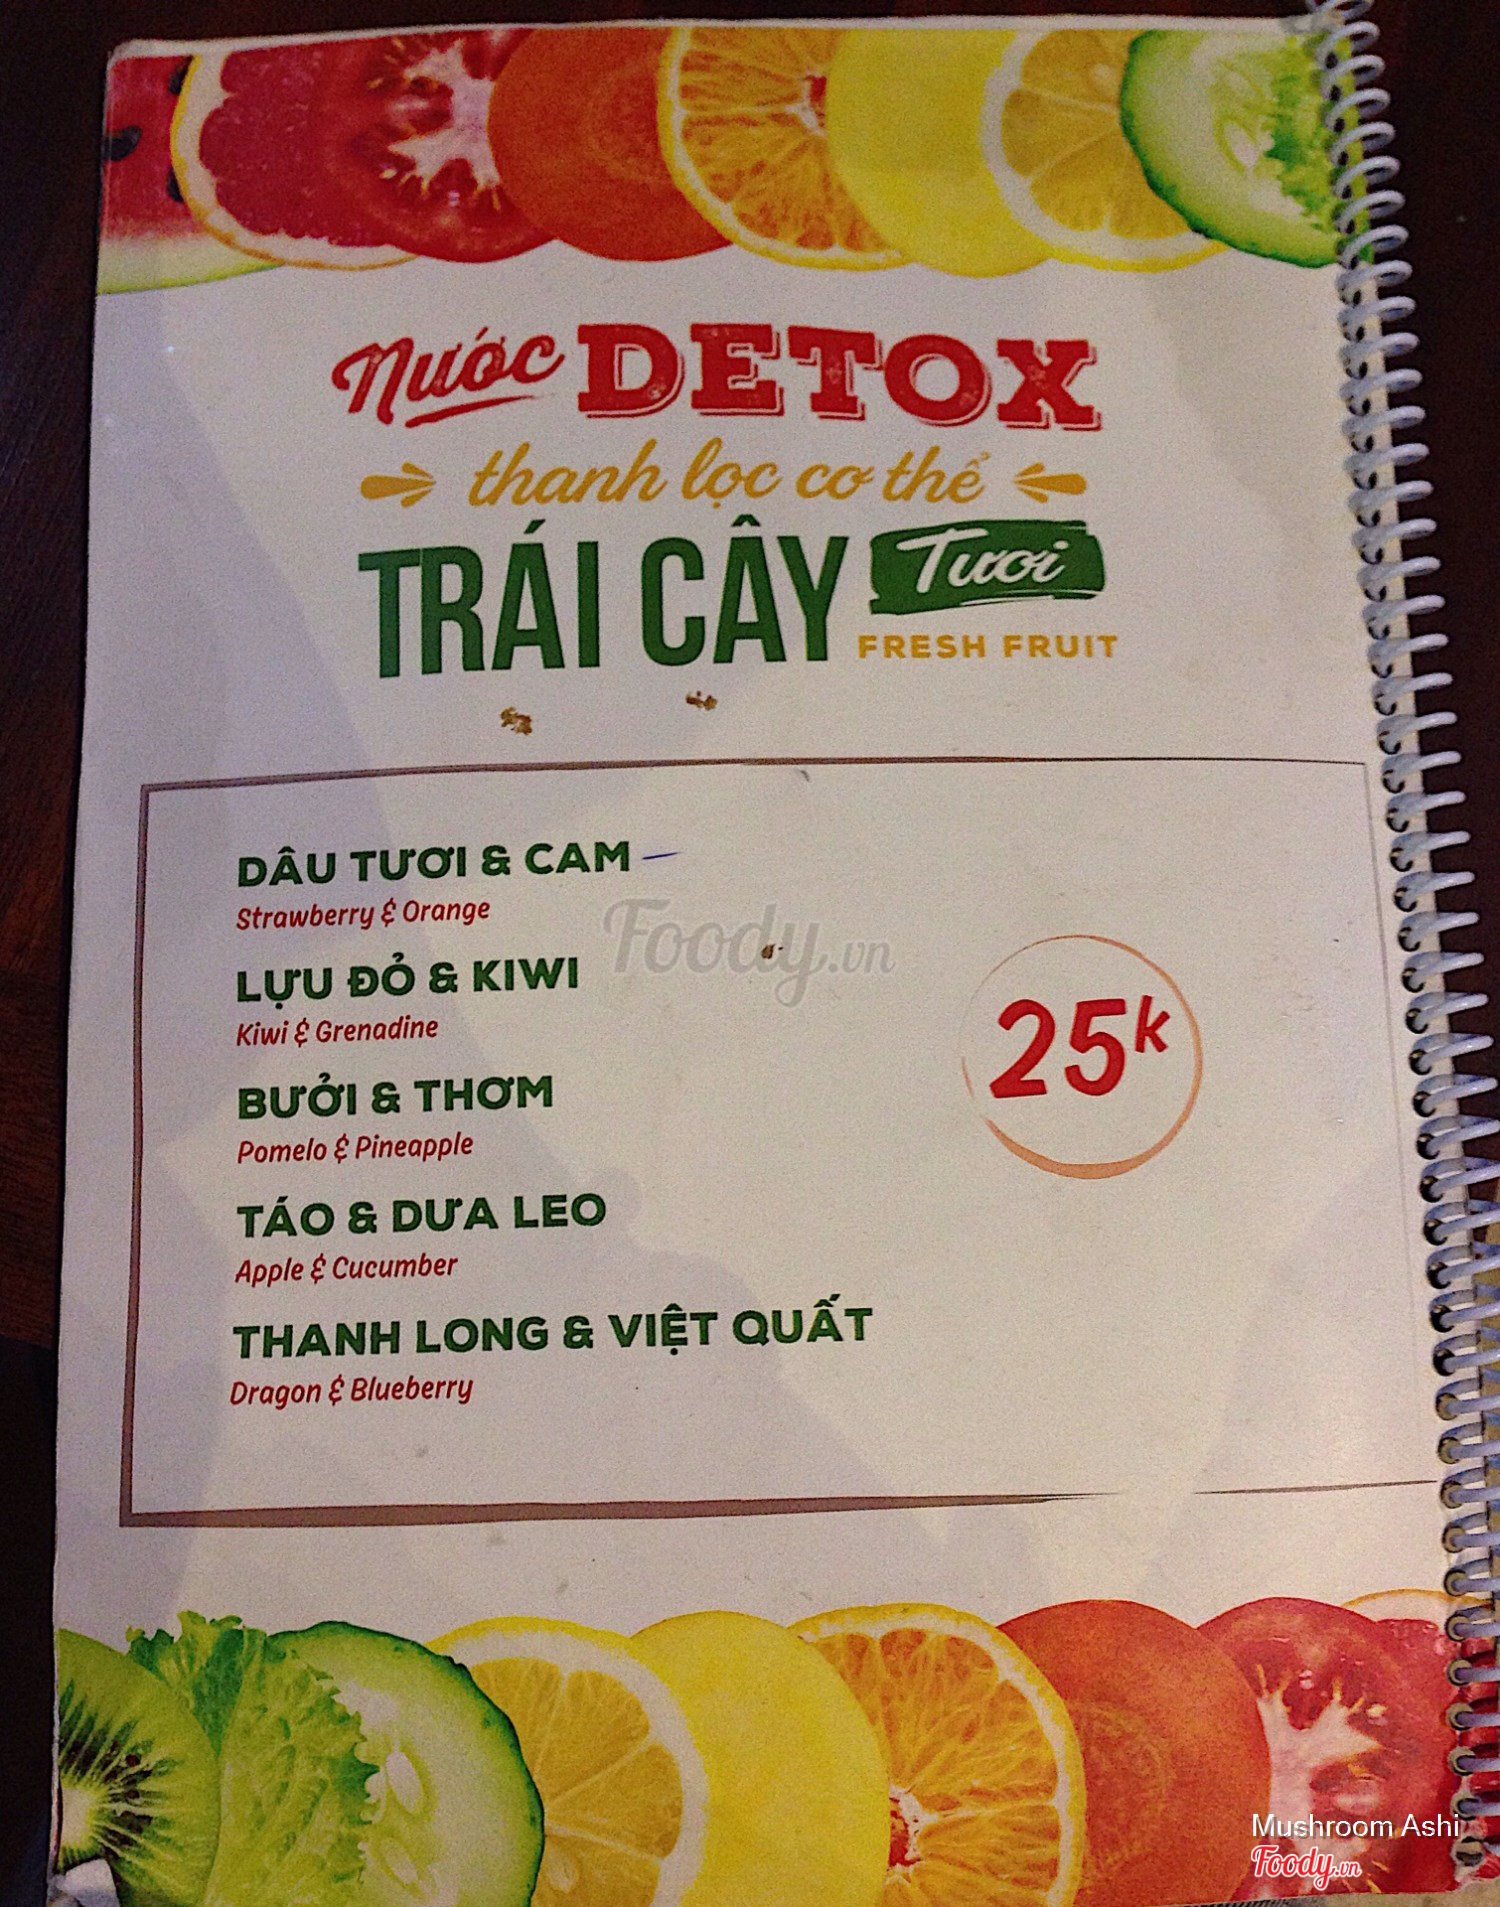 Nước DETOX
thanh lọc cơ thể
TRÁI CÂY Tươi
FRESH FRUIT
DÂU TƯƠI & CAM
Strawberry & Orange
LỰU ĐỎ & KIWI
Kiwi & Grenadine
BƯỞI & THƠM
Pomelo & Pineapple
TÁO & DƯA LEO
Apple & Cucumber
THANH LONG & VIỆT QUẤT
Dragon & Blueberry
25k
Foody.vn
Mushroom Ashi
Foody.vn